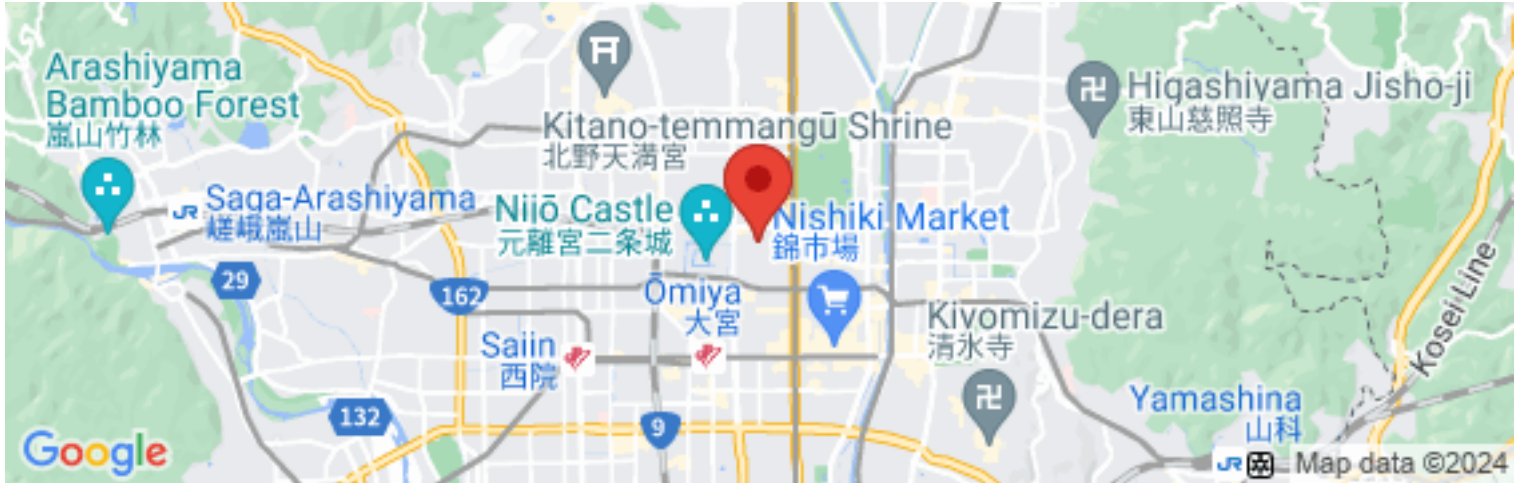 Arashiyama
Bamboo Forest
嵐山竹林
Higashiyama Jisho-ji
東山慈照寺
Kitano-temmangū Shrine
北野天満宮
JR Saga-Arashiyama
嵯峨嵐山
Nijō Castle
元離宮二条城
Nishiki Market
錦市場
29
162
Ōmiya
大宮
Kiyomizu-dera
清水寺
Saiin
西院
Kosei Line
132
9
Yamashina
山科
JR
Google
Map data ©2024